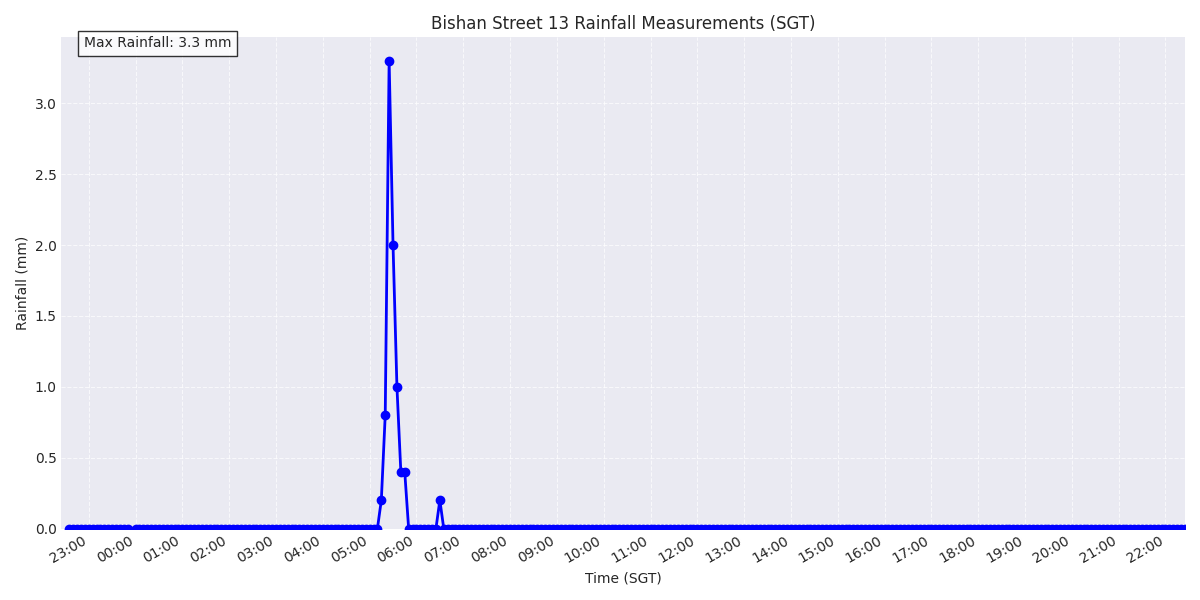 Bishan Street 13 Rainfall Measurements (SGT)
Max Rainfall: 3.3 mm
Rainfall (mm)
3.0
2.5
2.0
1.5
1.0
0.5
0.0
23:00 00:00 01:00 02:00 03:00 04:00 05:00 06:00 07:00 08:00 09:00 10:00 11:00 12:00 13:00 14:00 15:00 16:00 17:00 18:00 19:00 20:00 21:00 22:00
Time (SGT)